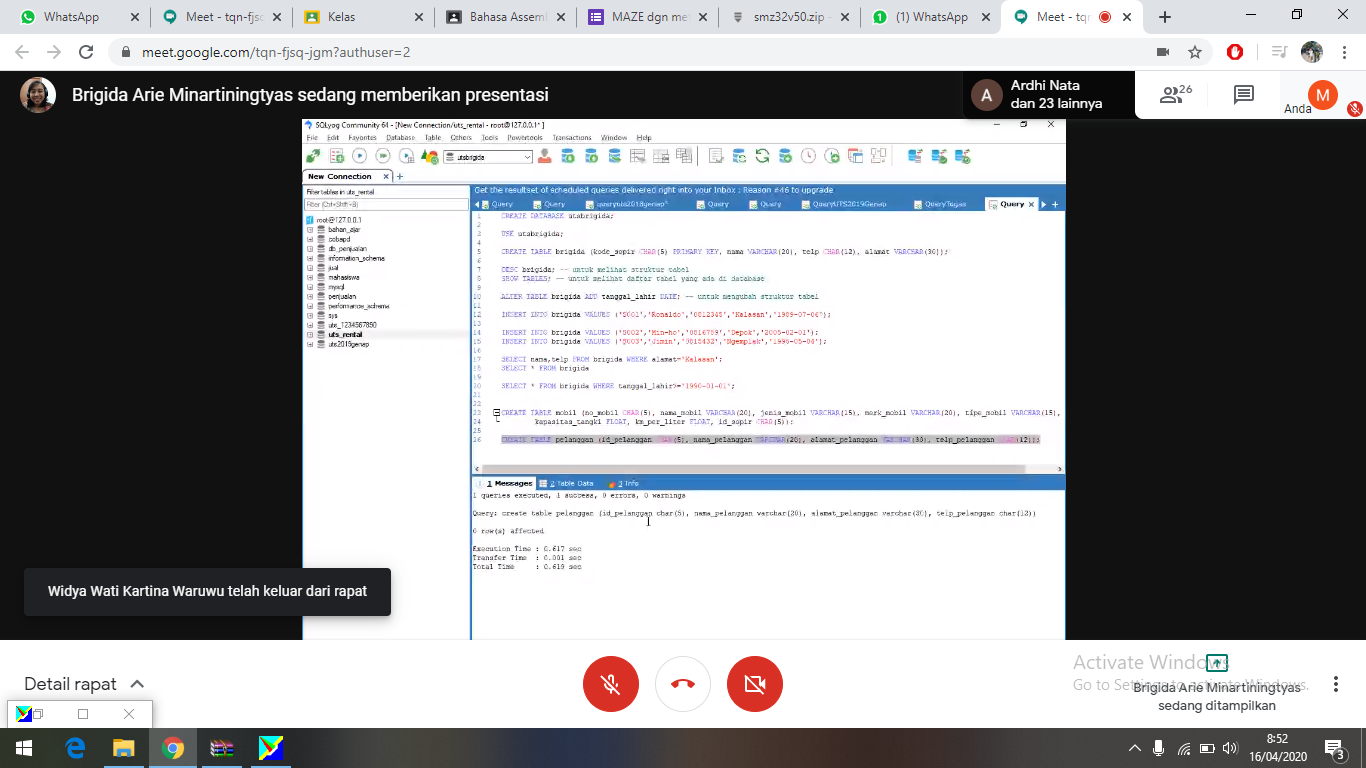 WhatsApp
Meet - tqn-fjs
Kelas
Bahasa Assem
MAZE dgn me
smz32v50.zip -
(1) WhatsApp
Meet - tqn
meet.google.com/tqn-fjsq-jgm?authuser=2
Brigida Arie Minartiningtyas sedang memberikan presentasi
A
Ardhi Nata
dan 23 lainnya
26
Anda
M
SQLyog Community 64 - [New Connection/uts_rental - root@127.0.0.1*]
File Edit Favorites Database Table Others Tools Powertools Transactions Window Help
utsbrigida
New Connection
Filter tables in uts_rental
Filter (Ctrl+Shift+B)
root@127.0.0.1
bahan_ajar
cobapd
db_penjualan
information_schema
jual
mahasiswa
mysql
penjualan
performance_schema
sys
uts_1234567890
uts_rental
uts2018genap
Get the resultset of scheduled queries delivered right into your Inbox : Reason #46 to upgrade
Query Query queryuts2018genap* Query Query QueryUTS2019Genap QueryTugas Query
1 CREATE DATABASE utsbrigida;
2
3 USE utsbrigida;
4
5 CREATE TABLE brigida (kode_sopir CHAR(5) PRIMARY KEY, nama VARCHAR(20), telp CHAR(12), alamat VARCHAR(30));
6
7 DESC brigida; -- untuk melihat struktur tabel
8 SHOW TABLES; -- untuk melihat daftar tabel yang ada di database
9
10 ALTER TABLE brigida ADD tanggal_lahir DATE; -- untuk mengubah struktur tabel
11
12 INSERT INTO brigida VALUES ('S001','Ronaldo','0812345','Kalasan','1989-07-06');
13
14 INSERT INTO brigida VALUES ('S002','Min-ho','0816789','Depok','2005-02-01');
15 INSERT INTO brigida VALUES ('S003','Jimin','0815432','Ngemplak','1995-05-04');
16
17 SELECT nama,telp FROM brigida WHERE alamat='Kalasan';
18 SELECT * FROM brigida
19
20 SELECT * FROM brigida WHERE tanggal_lahir>='1990-01-01';
21
22
23 CREATE TABLE mobil (no_mobil CHAR(5), nama_mobil VARCHAR(20), jenis_mobil VARCHAR(15), merk_mobil VARCHAR(20), tipe_mobil VARCHAR(15),
24 kapasitas_tangki FLOAT, km_per_liter FLOAT, id_sopir CHAR(5));
25
26 CREATE TABLE pelanggan (id_pelanggan CHAR(5), nama_pelanggan VARCHAR(20), alamat_pelanggan VARCHAR(30), telp_pelanggan CHAR(12));
1 Messages 2 Table Data 3 Info
1 queries executed, 1 success, 0 errors, 0 warnings
Query: create table pelanggan (id_pelanggan char(5), nama_pelanggan varchar(20), alamat_pelanggan varchar(30), telp_pelanggan char(12))
0 row(s) affected
Execution Time : 0.617 sec
Transfer Time : 0.001 sec
Total Time : 0.619 sec
Widya Wati Kartina Waruwu telah keluar dari rapat
Detail rapat
Activate Windows
Go to Settings to activate Windows.
Brigida Arie Minartiningtyas
sedang ditampilkan
8:52
16/04/2020
3